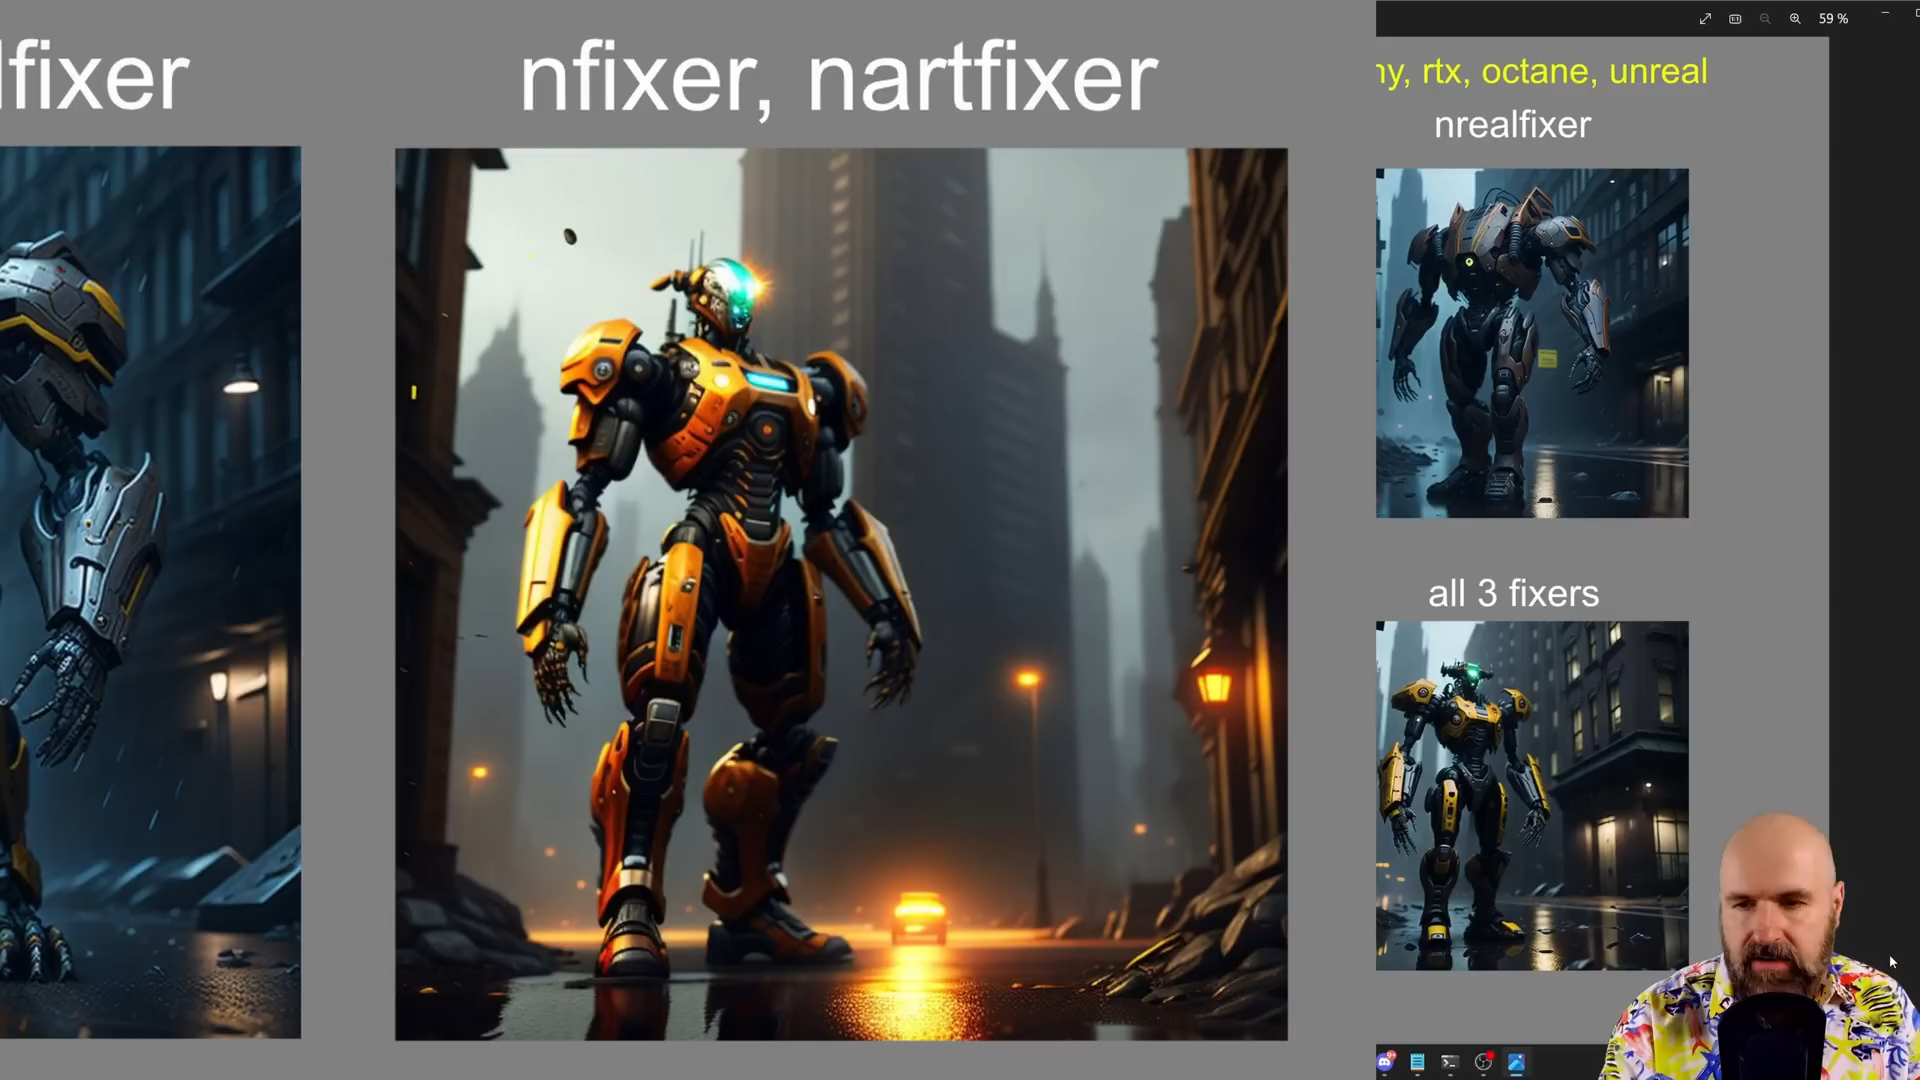 lfixer
nfixer, nartfixer
59 %
ny, rtx, octane, unreal
nrealfixer
all 3 fixers